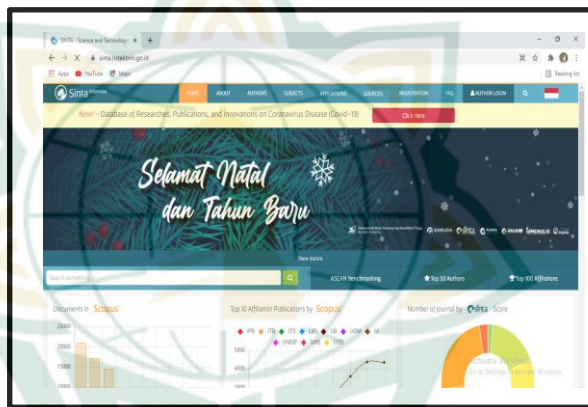 SINTA - Science and Technology
sinta.ristekbrin.go.id
Apps YouTube Maps Reading list
Sinta
HOME ABOUT AUTHORS SUBJECTS AFFILIATIONS SOURCES REGISTRATION FAQ AUTHOR LOGIN
New! - Database of Researches, Publications, and Innovations on Coronavirus Disease (Covid-19) Click Here
Selamat Natal
dan Tahun Baru
GARUDA Sinta
Search something... ASEAN Benchmarking Top 50 Authors Top 100 Affiliations
Documents in Scopus Top 10 Affiliation Publications by Scopus Number of Journal by Sinta Score
25000
20000
15000
10000
IPB ITB ITS UB UGM UI
UNDIP
5000
4000
3000
Activate Windows
Go to Settings to activate Windows.